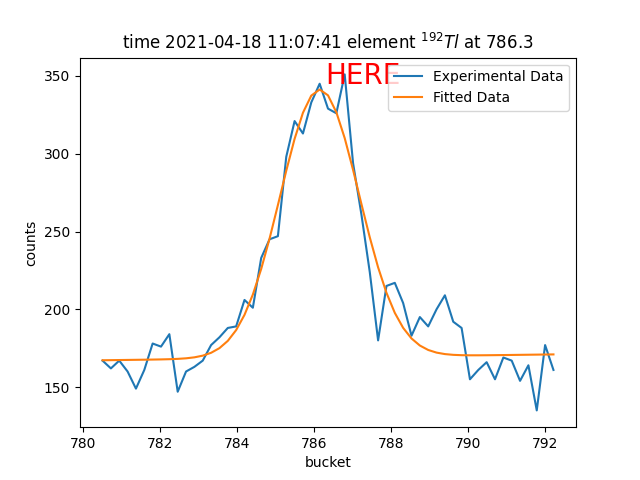 time 2021-04-18 11:07:41 element ¹⁹²Tl at 786.3
HERE
Experimental Data
Fitted Data
350
300
250
200
150
counts
780
782
784
786
788
790
792
bucket